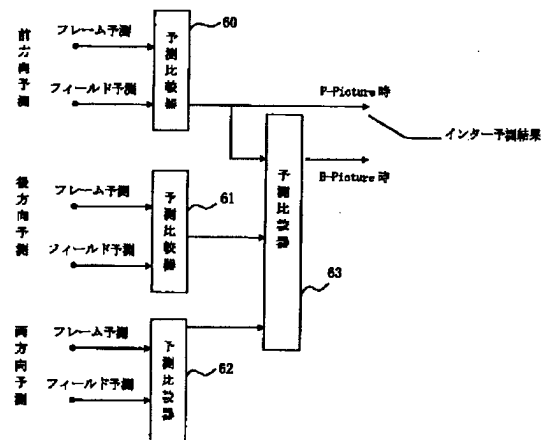 前方向予測
フレーム予測
フィールド予測
予測比較器
60
P-Picture 時
インター予測結果
B-Picture 時
後方向予測
フレーム予測
フィールド予測
予測比較器
61
予測比較器
63
両方向予測
フレーム予測
フィールド予測
予測比較器
62